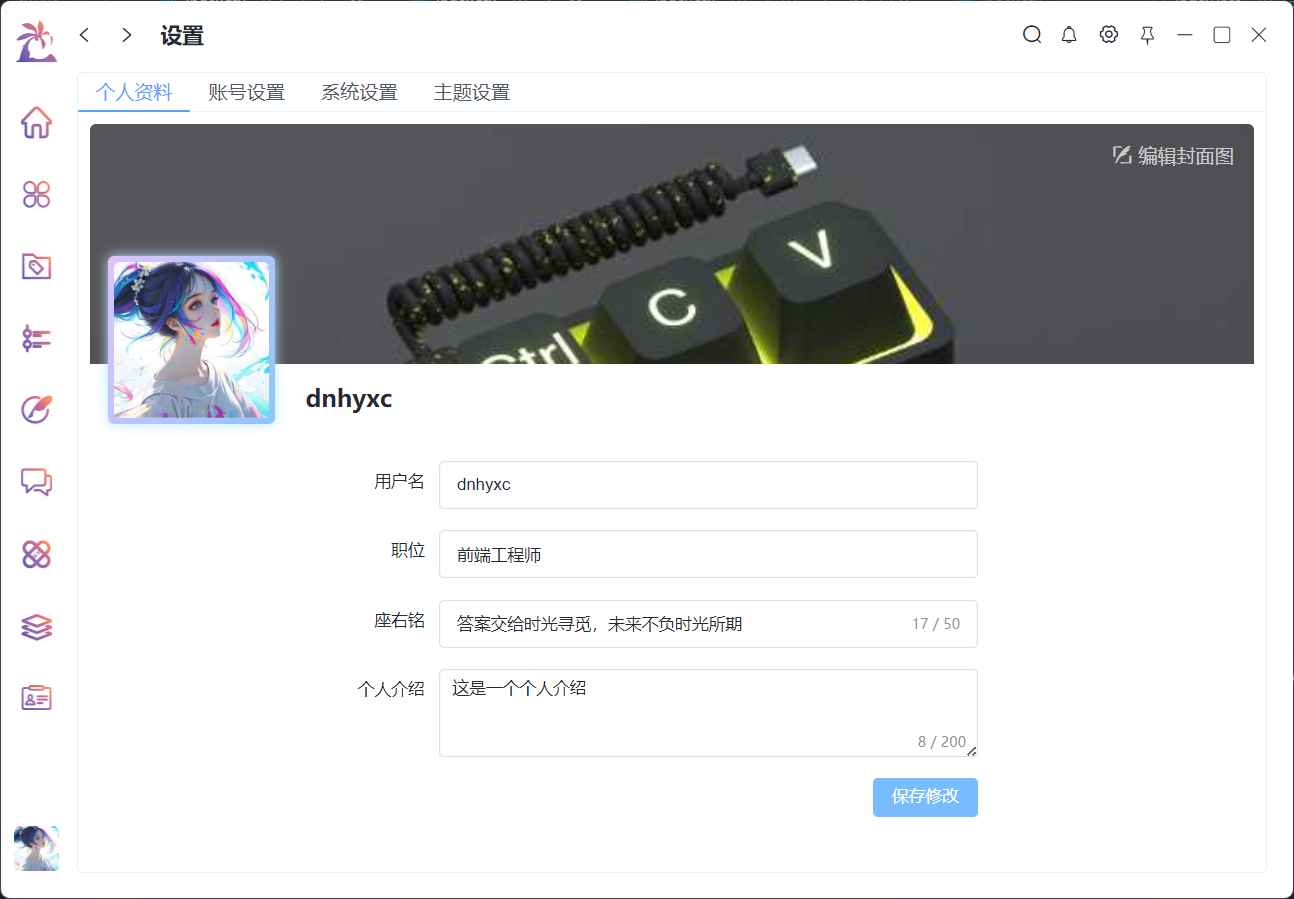 设置
个人资料 账号设置 系统设置 主题设置
编辑封面图
V
C
Ctrl
dnhyxc
用户名 dnhyxc
职位 前端工程师
座右铭 答案交给时光寻觅，未来不负时光所期 17 / 50
个人介绍 这是一个个人介绍
8 / 200
保存修改